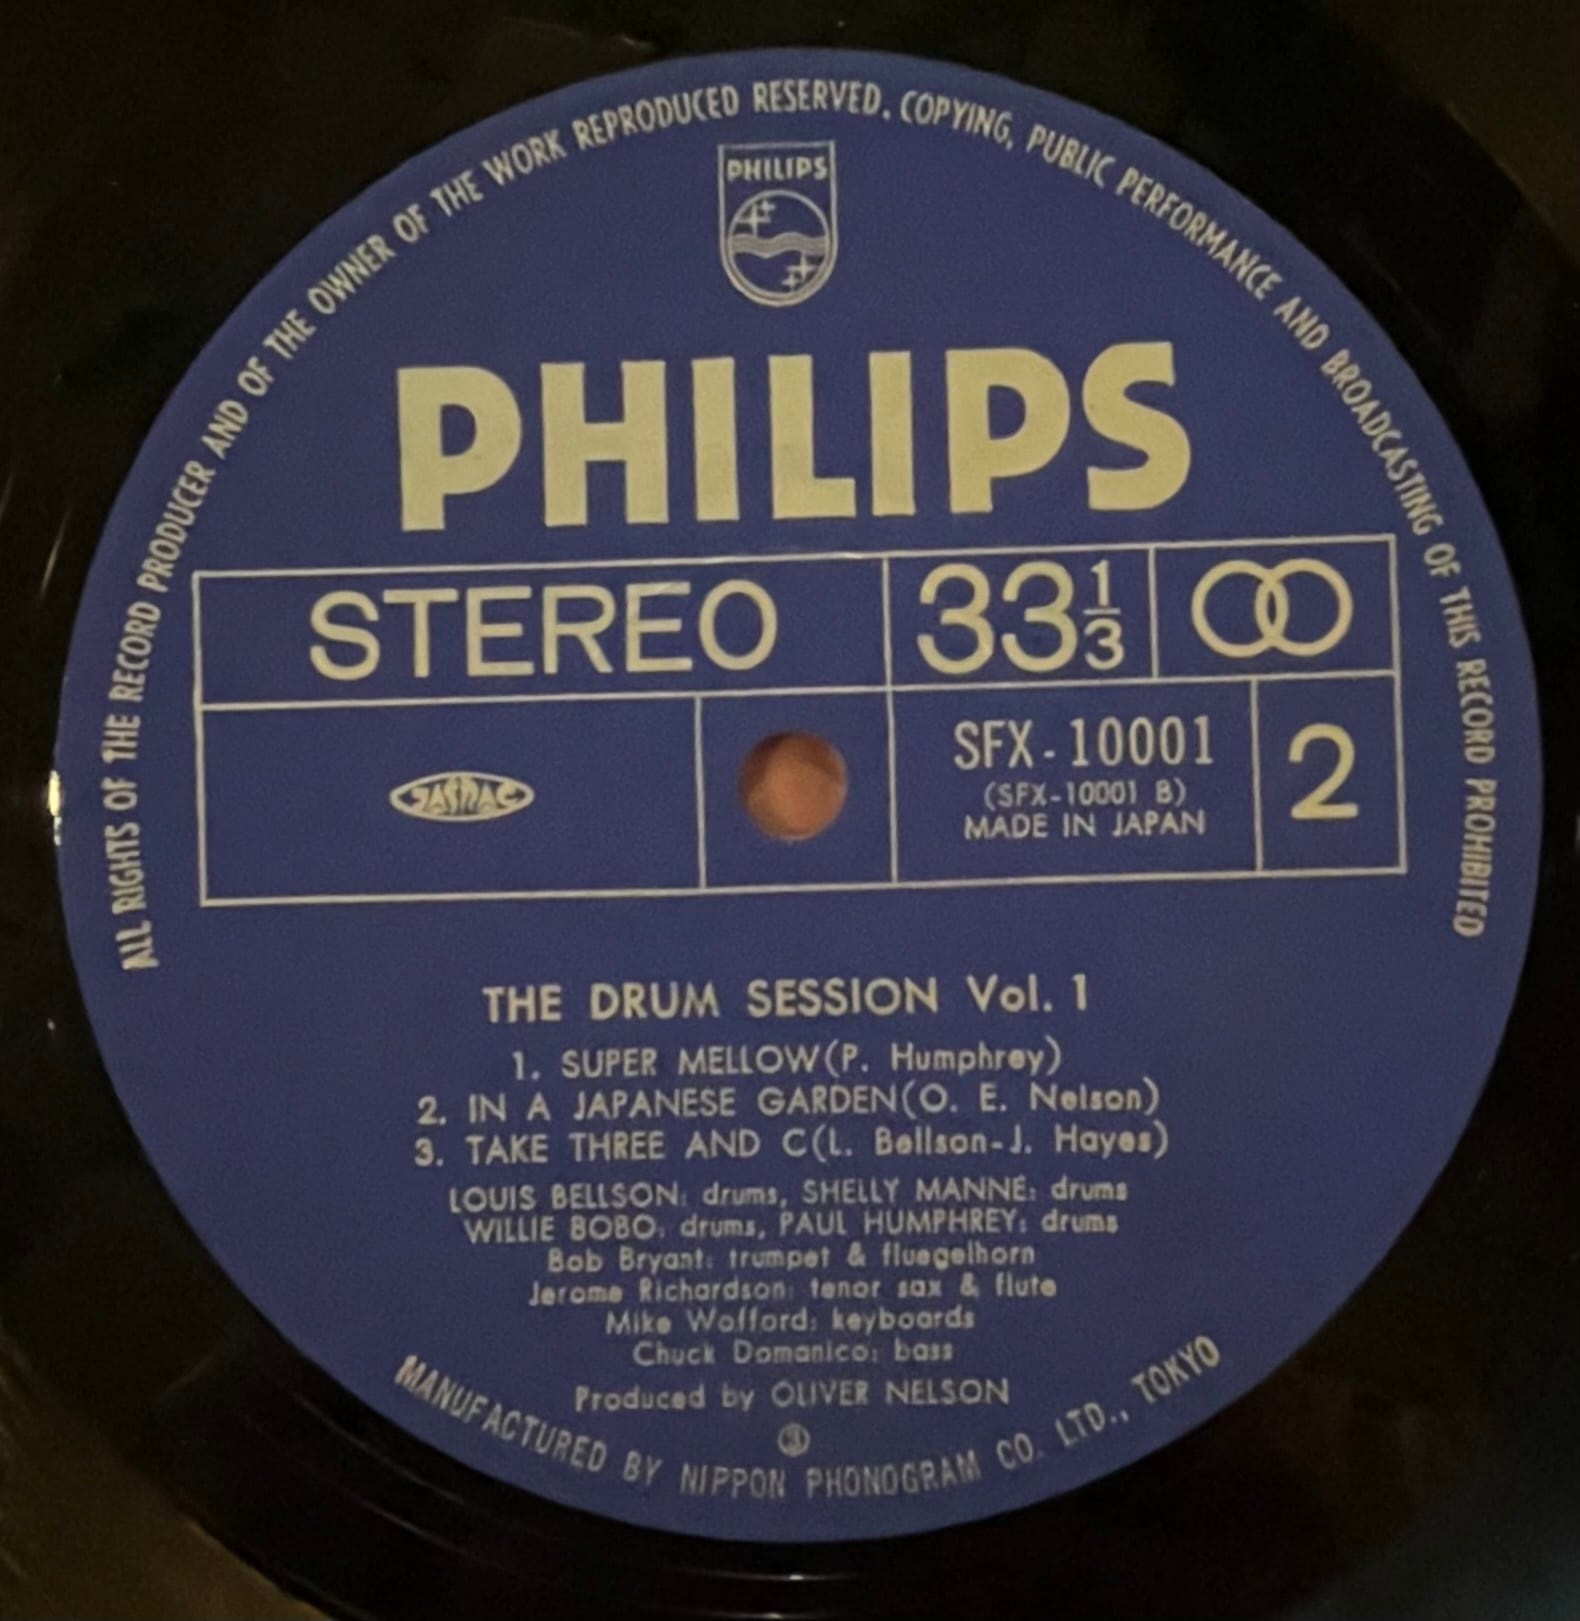 ALL RIGHTS OF THE RECORD PRODUCER AND OF THE OWNER OF THE WORK REPRODUCED RESERVED. COPYING, PUBLIC PERFORMANCE AND BROADCASTING OF THIS RECORD PROHIBITED
PHILIPS
PHILIPS
STEREO 33 1/3
JASRAC
SFX-10001 2
(SFX-10001 B)
MADE IN JAPAN
THE DRUM SESSION Vol. 1
1. SUPER MELLOW(P. Humphrey)
2. IN A JAPANESE GARDEN(O. E. Nelson)
3. TAKE THREE AND C(L. Bellson-J. Hayes)
LOUIS BELLSON: drums, SHELLY MANNE: drums
WILLIE BOBO: drums, PAUL HUMPHREY: drums
Bob Bryant: trumpet & fluegelhorn
Jerome Richardson: tenor sax & flute
Mike Wofford: keyboards
Chuck Domanico: bass
Produced by OLIVER NELSON
MANUFACTURED BY NIPPON PHONOGRAM CO. LTD., TOKYO